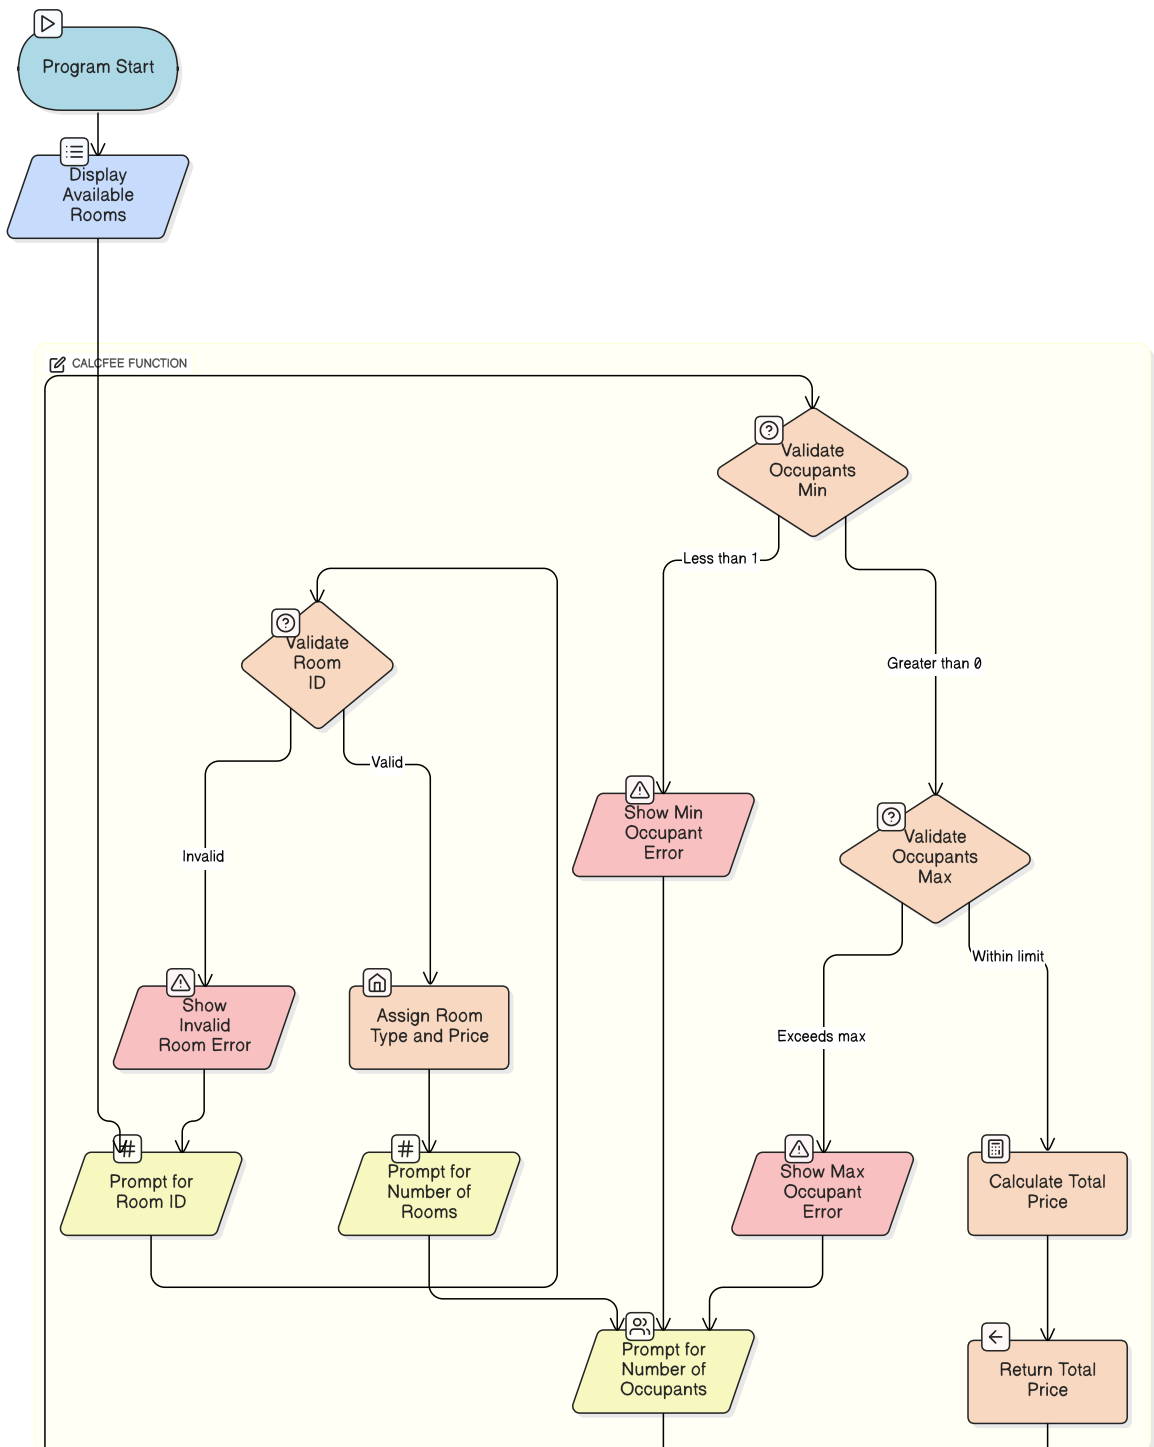 Program Start
Display
Available
Rooms
CALCFEE FUNCTION
Validate
Occupants
Min
Less than 1
Greater than 0
Validate
Room
ID
Valid
Invalid
Show Min
Occupant
Error
Validate
Occupants
Max
Within limit
Exceeds max
Show
Invalid
Room Error
Assign Room
Type and Price
Prompt for
Room ID
Prompt for
Number of
Rooms
Show Max
Occupant
Error
Calculate Total
Price
Prompt for
Number of
Occupants
Return Total
Price